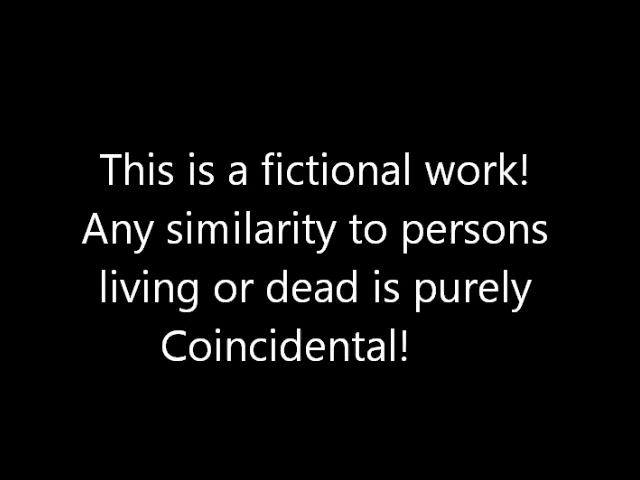 This is a fictional work!
Any similarity to persons
living or dead is purely
Coincidental!